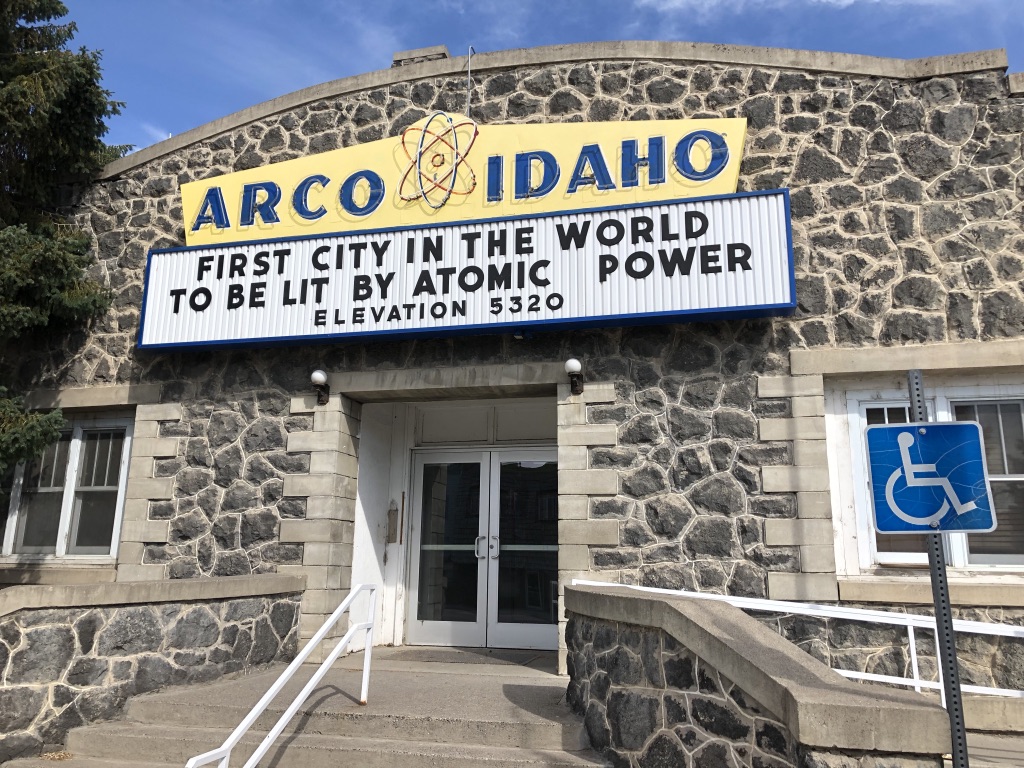 ARCO IDAHO
FIRST CITY IN THE WORLD
TO BE LIT BY ATOMIC POWER
ELEVATION 5320